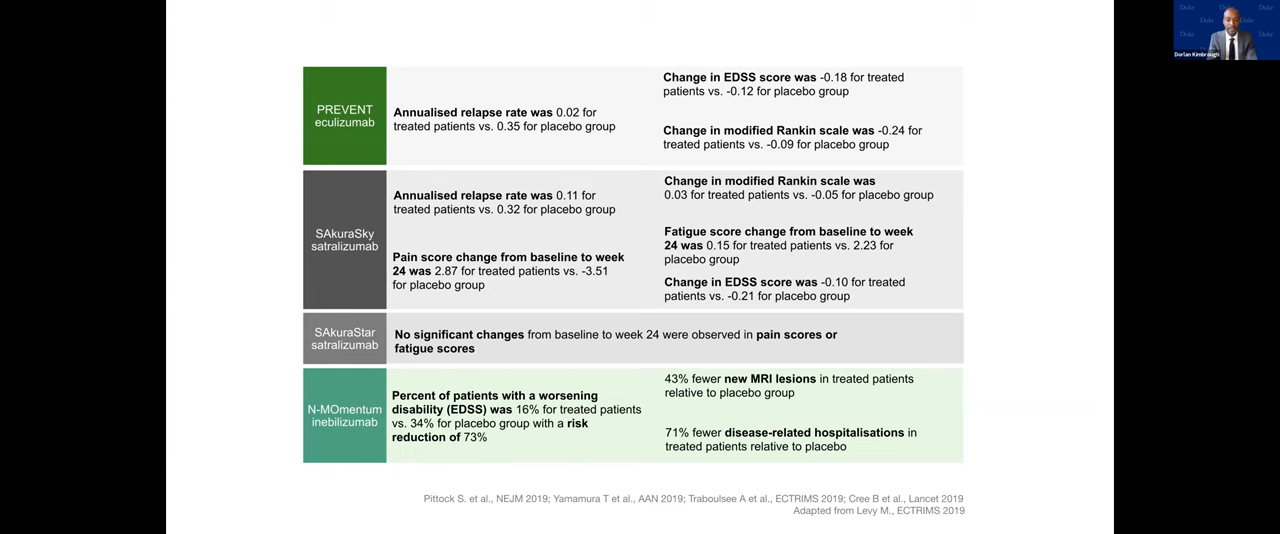 Duke
Duke
Duke
Duke
Duke
Duke
Dorlan Kimbrough
PREVENT
eculizumab
Annualised relapse rate was 0.02 for
treated patients vs. 0.35 for placebo group
Change in EDSS score was -0.18 for treated
patients vs. -0.12 for placebo group
Change in modified Rankin scale was -0.24 for
treated patients vs. -0.09 for placebo group
SAkuraSky
satralizumab
Annualised relapse rate was 0.11 for
treated patients vs. 0.32 for placebo group
Pain score change from baseline to week
24 was 2.87 for treated patients vs. -3.51
for placebo group
Change in modified Rankin scale was
0.03 for treated patients vs. -0.05 for placebo group
Fatigue score change from baseline to week
24 was 0.15 for treated patients vs. 2.23 for
placebo group
Change in EDSS score was -0.10 for treated
patients vs. -0.21 for placebo group
SAkuraStar
satralizumab
No significant changes from baseline to week 24 were observed in pain scores or
fatigue scores
N-MOmentum
inebilizumab
Percent of patients with a worsening
disability (EDSS) was 16% for treated patients
vs. 34% for placebo group with a risk
reduction of 73%
43% fewer new MRI lesions in treated patients
relative to placebo group
71% fewer disease-related hospitalisations in
treated patients relative to placebo
Pittock S. et al., NEJM 2019; Yamamura T et al., AAN 2019; Traboulsee A et al., ECTRIMS 2019; Cree B et al., Lancet 2019
Adapted from Levy M., ECTRIMS 2019